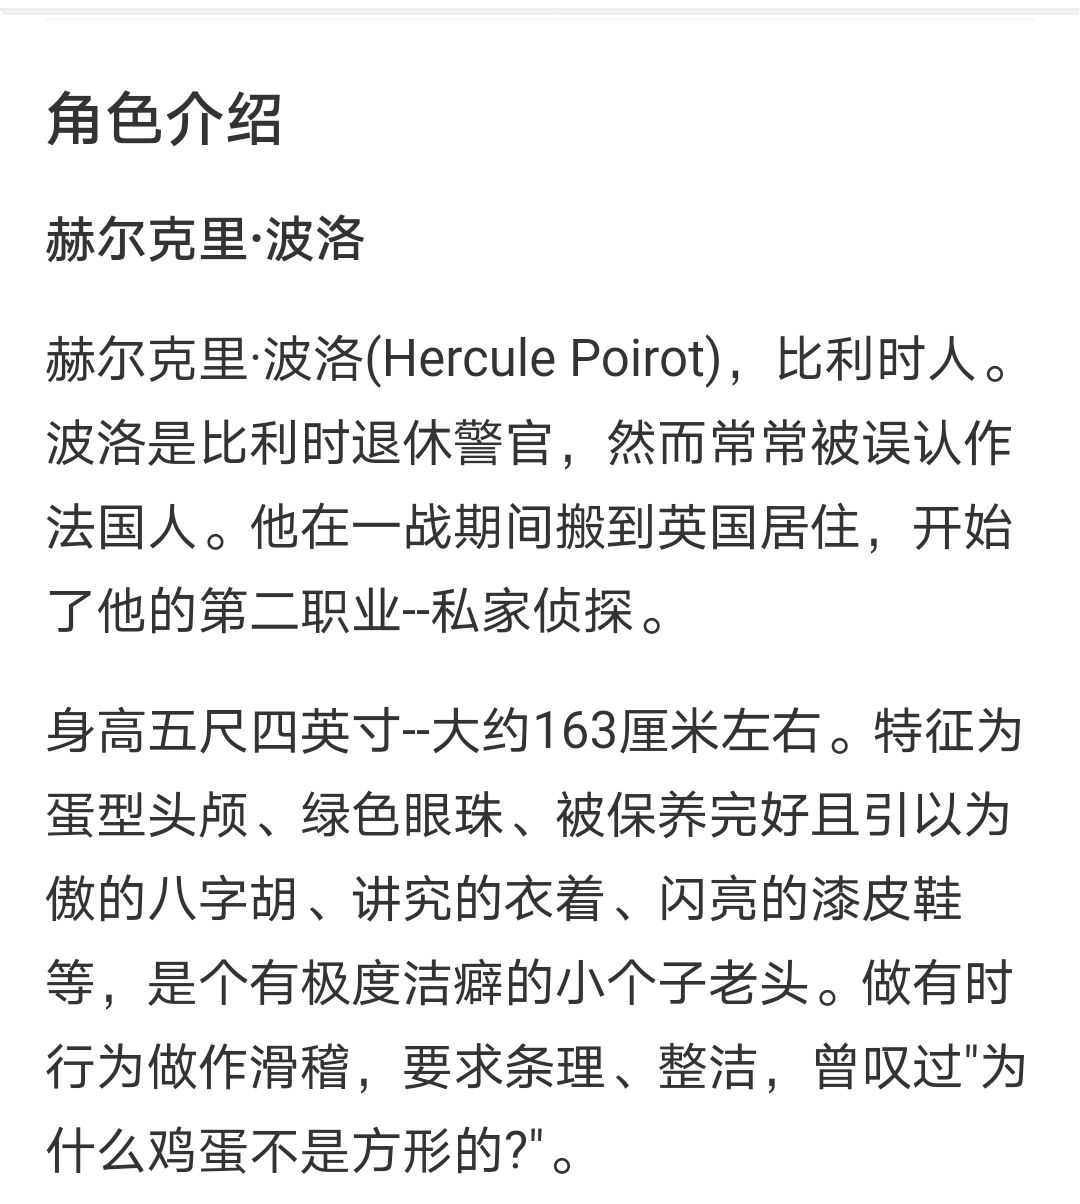 角色介绍
赫尔克里·波洛
赫尔克里·波洛(Hercule Poirot)，比利时人。
波洛是比利时退休警官，然而常常被误认作
法国人。他在一战期间搬到英国居住，开始
了他的第二职业--私家侦探。
身高五尺四英寸--大约163厘米左右。特征为
蛋型头颅、绿色眼珠、被保养完好且引以为
傲的八字胡、讲究的衣着、闪亮的漆皮鞋
等，是个有极度洁癖的小个子老头。做有时
行为做作滑稽，要求条理、整洁，曾叹过"为
什么鸡蛋不是方形的?"。